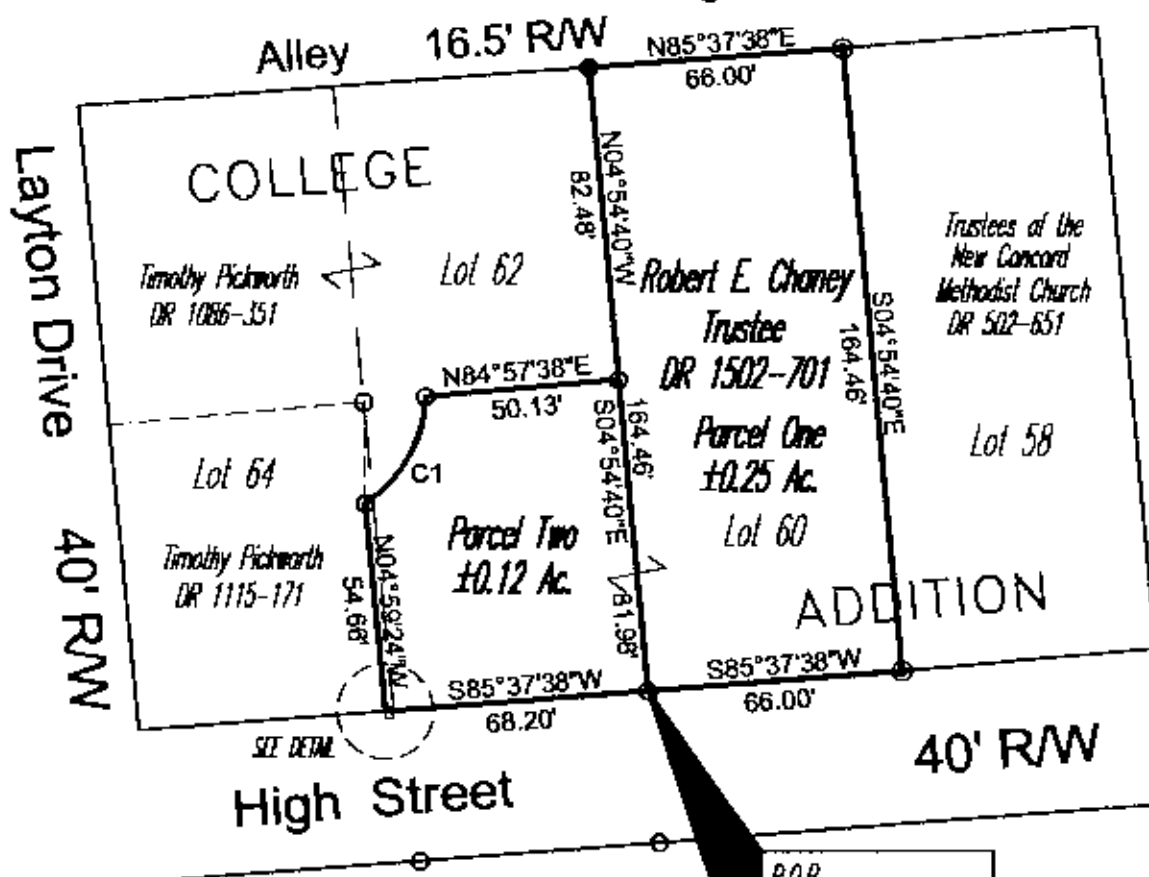 Alley 16.5' R/W
N85°37'38"E
66.00'
Layton Drive 40' R/W
COLLEGE
Timothy Pickworth
DR 1086-351
Lot 62
N04°54'40"W
82.48'
Robert E. Chaney
Trustee
DR 1502-701
Parcel One
±0.25 Ac.
Lot 60
S04°54'40"E
164.46'
Trustees of the
New Concord
Methodist Church
DR 502-651
Lot 58
N84°57'38"E
50.13'
C1
S04°54'40"E
164.46'
81.98'
Lot 64
Timothy Pickworth
DR 1115-171
N04°59'24"W
54.68'
Parcel Two
±0.12 Ac.
ADDITION
S85°37'38"W
68.20'
S85°37'38"W
66.00'
SEE DETAIL
High Street
40' R/W
P.O.B.